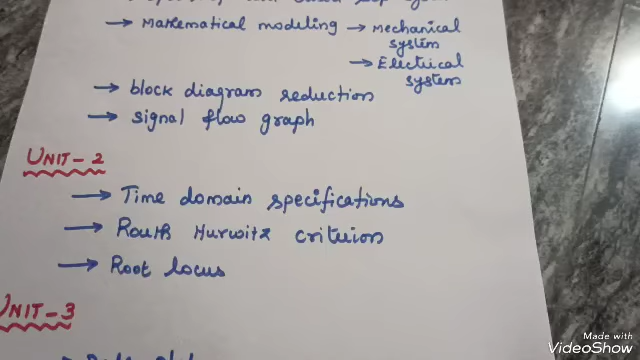 → Mathematical modeling → Mechanical system
→ Electrical system
→ block diagram reduction
→ signal flow graph
UNIT-2
→ Time domain specifications
→ Routh Hurwitz criterion
→ Root locus
UNIT-3
Made with
VideoShow